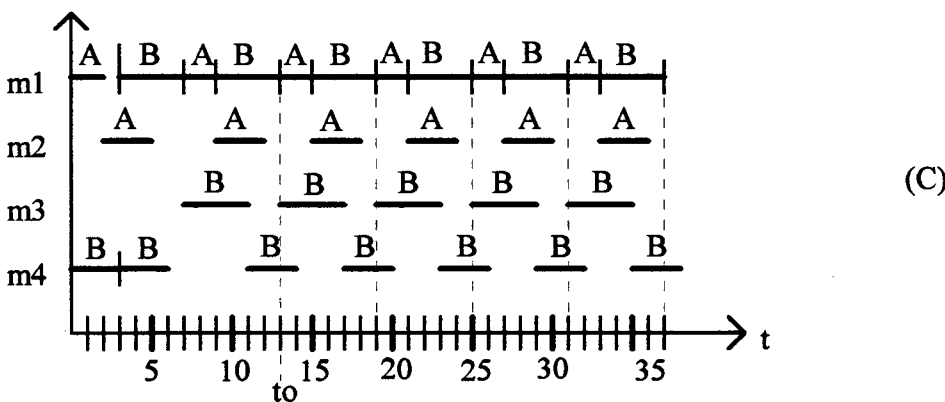 A B A B A B A B A B A B
m1
A A A A A A
m2
B B B B B
m3
(C)
B B B B B B B
m4
t
5 10 15 20 25 30 35
to